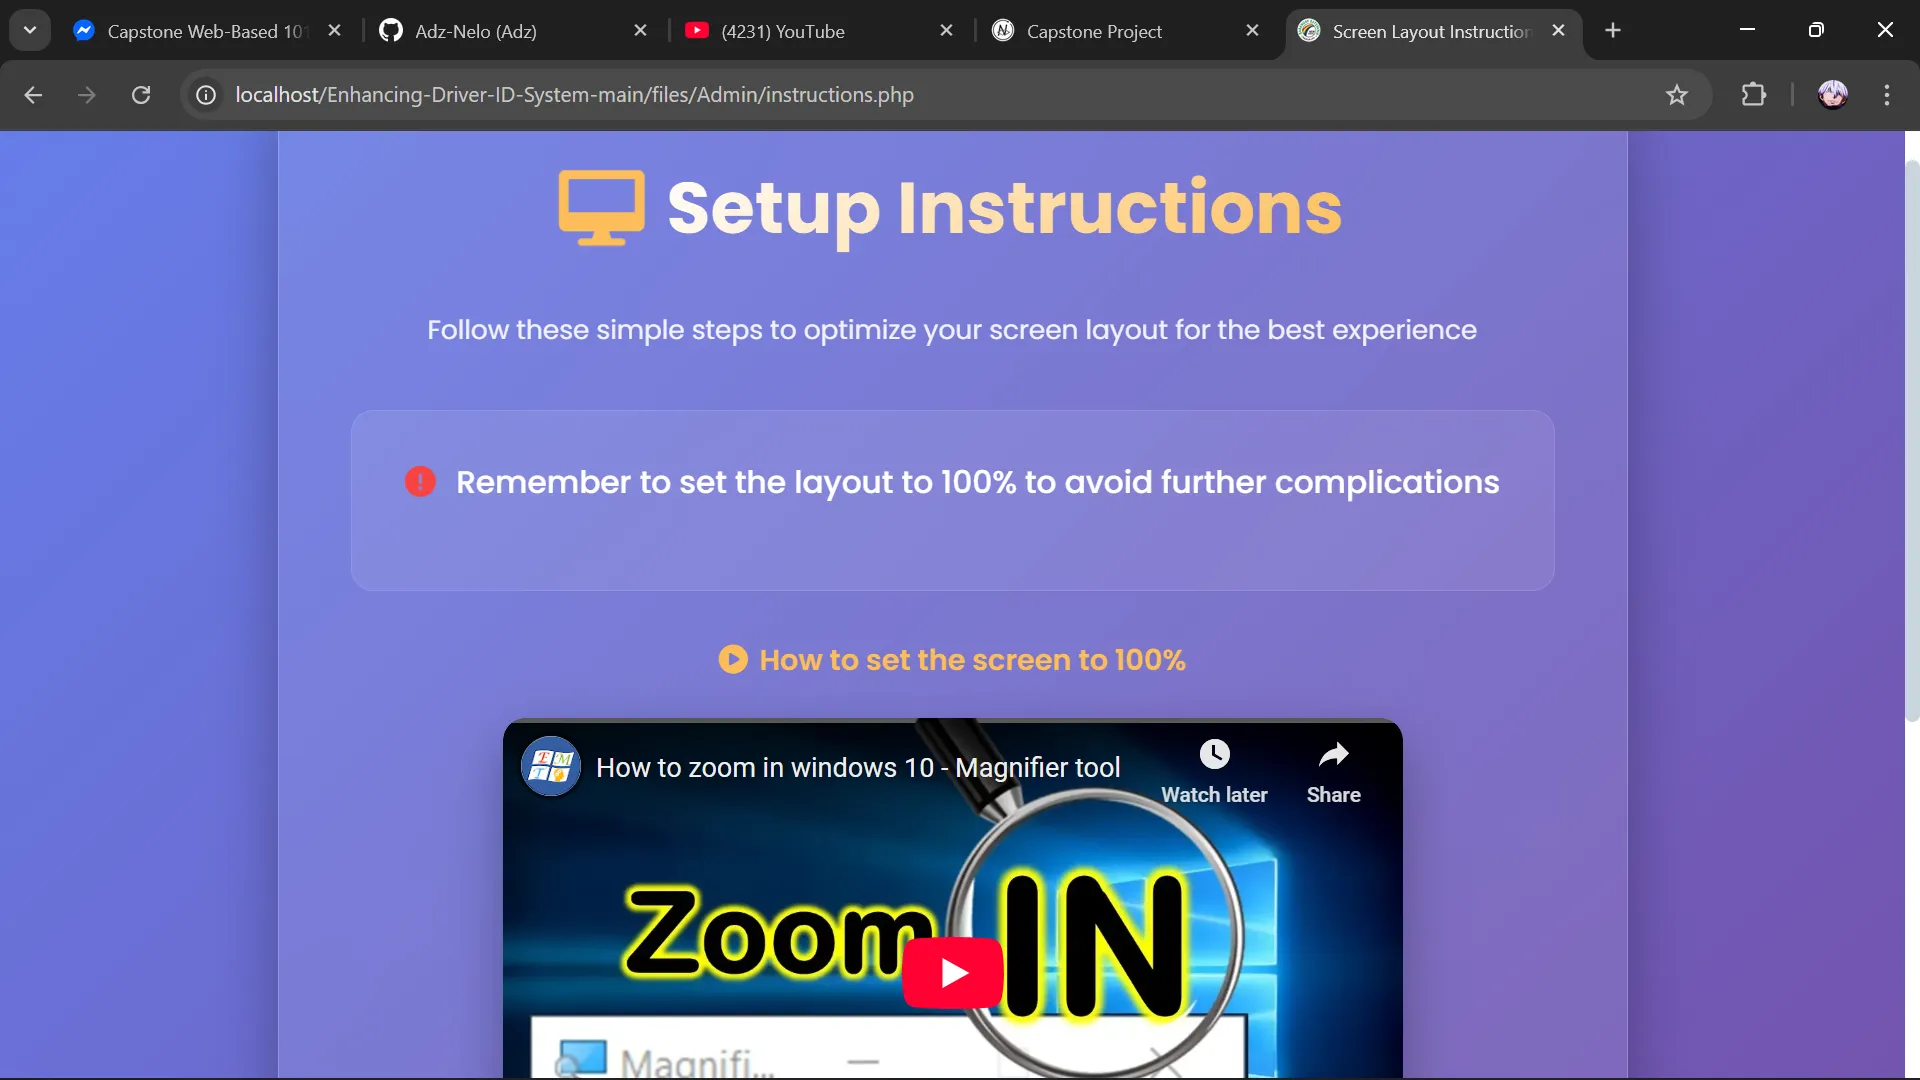 Capstone Web-Based 101
Adz-Nelo (Adz)
(4231) YouTube
Capstone Project
Screen Layout Instruction
localhost/Enhancing-Driver-ID-System-main/files/Admin/instructions.php
Setup Instructions
Follow these simple steps to optimize your screen layout for the best experience
Remember to set the layout to 100% to avoid further complications
How to set the screen to 100%
How to zoom in windows 10 - Magnifier tool
Watch later
Share
Zoom IN
Magnifi...